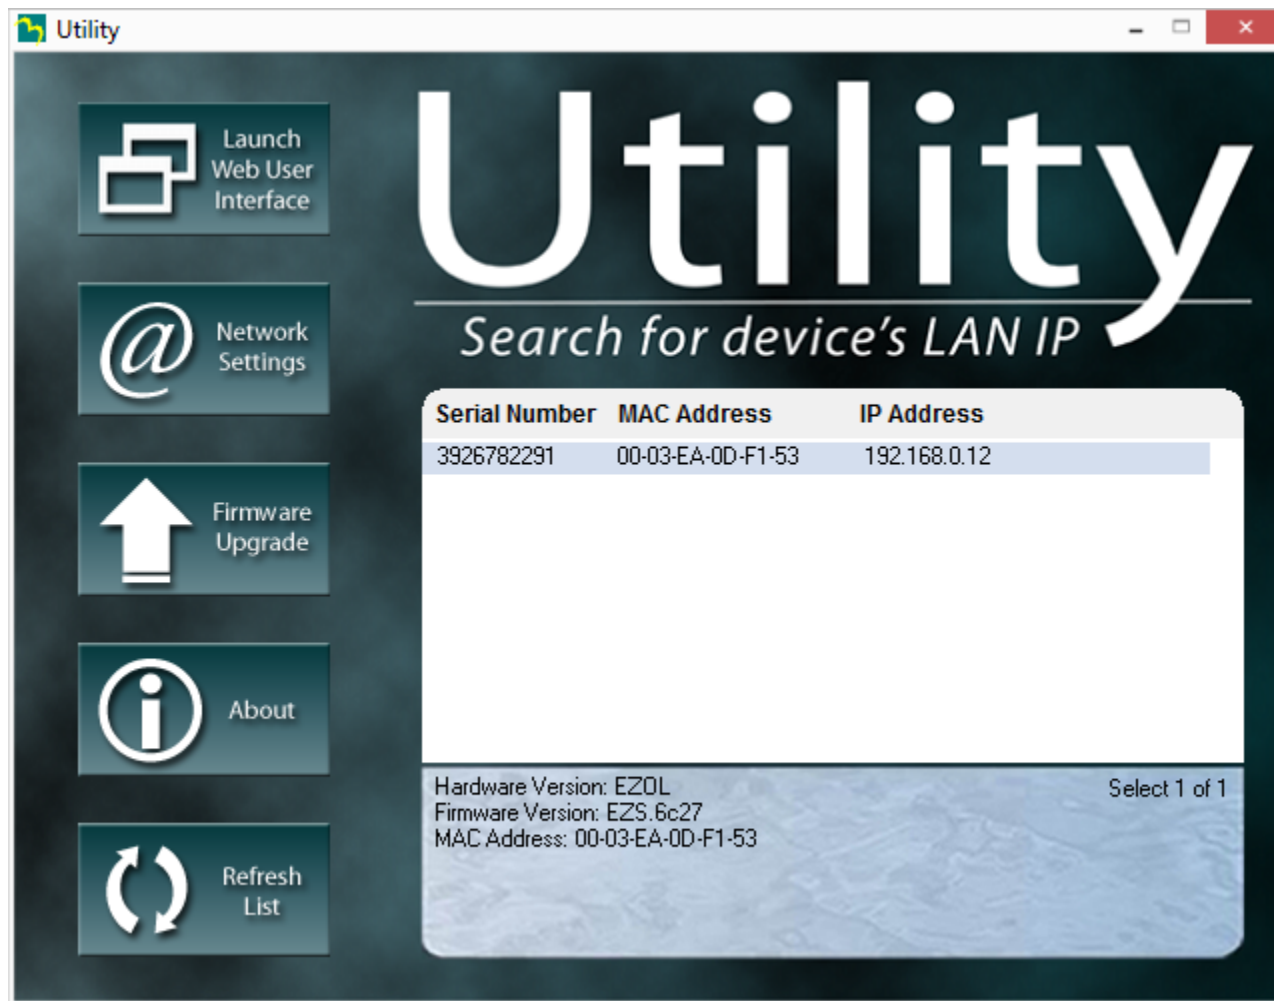 Utility
Launch
Web User
Interface
Network
Settings
Firmware
Upgrade
About
Refresh
List
Utility
Search for device's LAN IP
Serial Number MAC Address IP Address
3926782291 00-03-EA-0D-F1-53 192.168.0.12
Hardware Version: EZOL
Select 1 of 1
Firmware Version: EZS.6c27
MAC Address: 00-03-EA-0D-F1-53